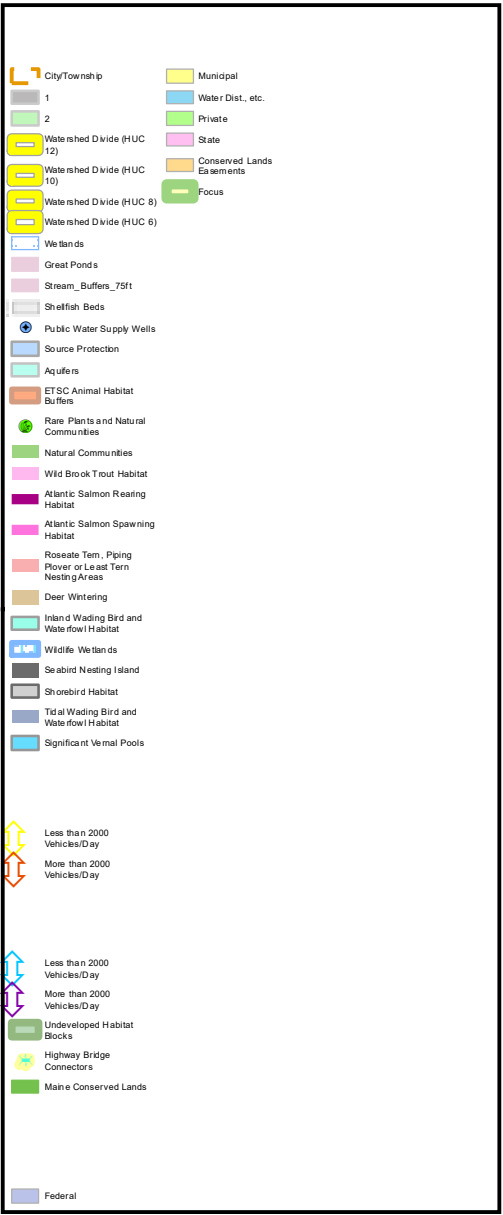 City/Township
1
2
Watershed Divide (HUC
12)
Watershed Divide (HUC
10)
Watershed Divide (HUC 8)
Watershed Divide (HUC 6)
Wetlands
Great Ponds
Stream_Buffers_75ft
Shellfish Beds
Public Water Supply Wells
Source Protection
Aquifers
ETSC Animal Habitat
Buffers
Rare Plants and Natural
Communities
Natural Communities
Wild Brook Trout Habitat
Atlantic Salmon Rearing
Habitat
Atlantic Salmon Spawning
Habitat
Roseate Tern, Piping
Plover or Least Tern
Nesting Areas
Deer Wintering
Inland Wading Bird and
Waterfowl Habitat
Wildlife Wetlands
Seabird Nesting Island
Shorebird Habitat
Tidal Wading Bird and
Waterfowl Habitat
Significant Vernal Pools
Less than 2000
Vehicles/Day
More than 2000
Vehicles/Day
Less than 2000
Vehicles/Day
More than 2000
Vehicles/Day
Undeveloped Habitat
Blocks
Highway Bridge
Connectors
Maine Conserved Lands
Federal
Municipal
Water Dist., etc.
Private
State
Conserved Lands
Easements
Focus